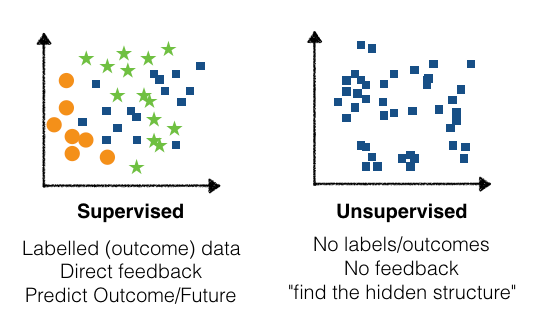 Supervised
Labelled (outcome) data
Direct feedback
Predict Outcome/Future
Unsupervised
No labels/outcomes
No feedback
"find the hidden structure"